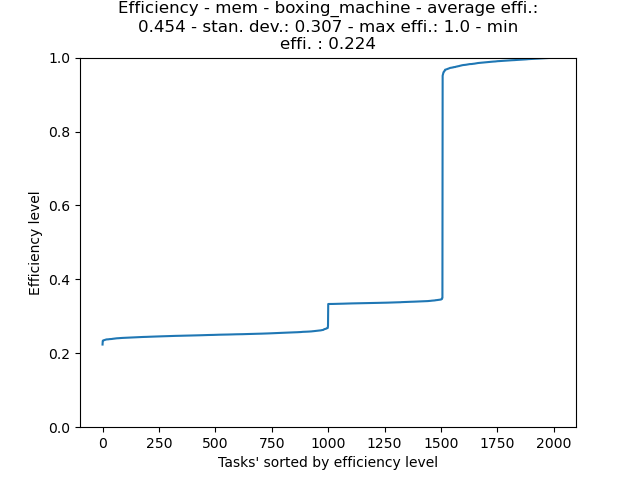 Efficiency - mem - boxing_machine - average effi.:
0.454 - stan. dev.: 0.307 - max effi.: 1.0 - min
effi. : 0.224
1.0
0.8
0.6
0.4
0.2
0.0
Efficiency level
0 250 500 750 1000 1250 1500 1750 2000
Tasks' sorted by efficiency level